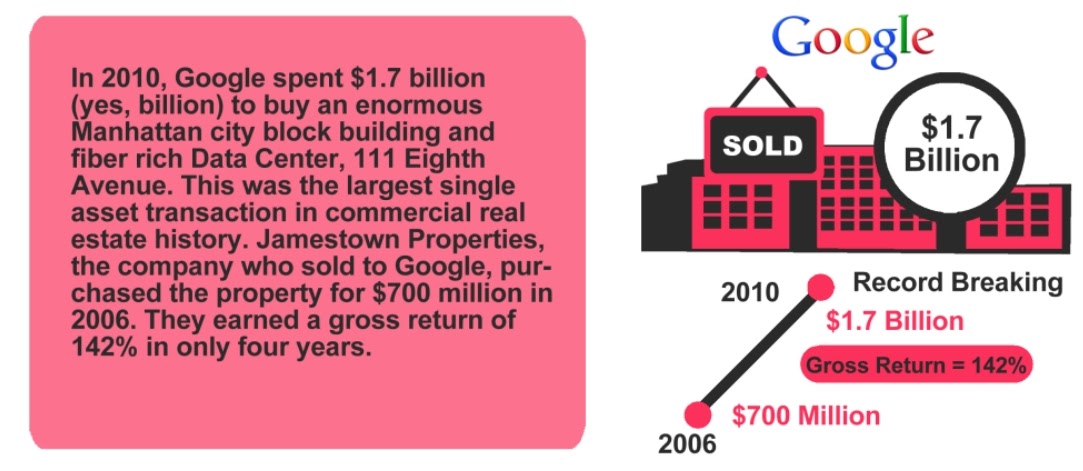 In 2010, Google spent $1.7 billion
(yes, billion) to buy an enormous
Manhattan city block building and
fiber rich Data Center, 111 Eighth
Avenue. This was the largest single
asset transaction in commercial real
estate history. Jamestown Properties,
the company who sold to Google, pur-
chased the property for $700 million in
2006. They earned a gross return of
142% in only four years.
Google
SOLD
$1.7
Billion
2010
Record Breaking
$1.7 Billion
Gross Return = 142%
$700 Million
2006